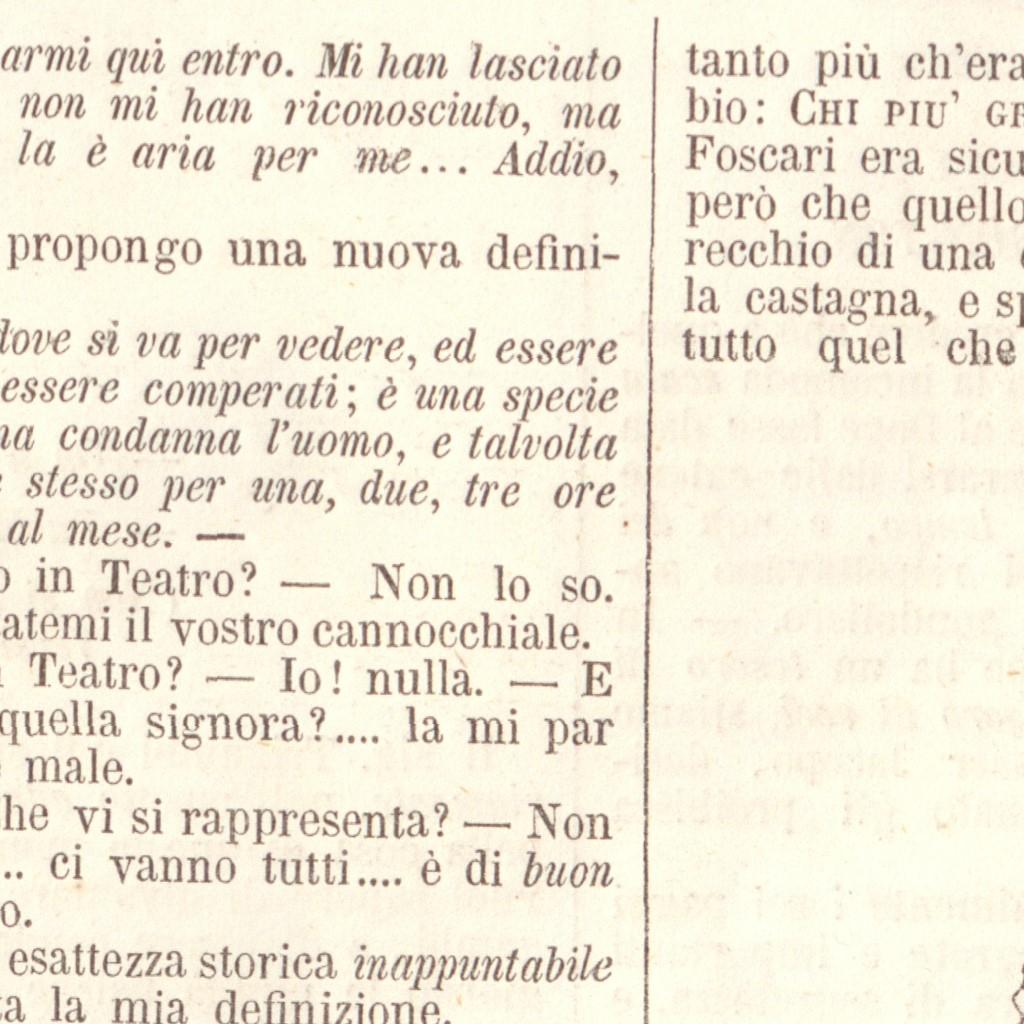 armi qui entro. Mi han lasciato
non mi han riconosciuto, ma
la è aria per me... Addio,
propongo una nuova defini-
dove si va per vedere, ed essere
essere comperati; è una specie
condanna l'uomo, e talvolta
stesso per una, due, tre ore
al mese. —
in Teatro? — Non lo so.
atemi il vostro cannocchiale.
Teatro? — Io! nulla. — E
quella signora?.... la mi par
male.
he vi si rappresenta? — Non
.. ci vanno tutti.... è di buon
o.
esattezza storica inappuntabile
la mia definizione.
tanto più ch'era
bio: CHI PIU'
Foscari era sicu
però che quello
recchio di una
la castagna, e sp
tutto quel che